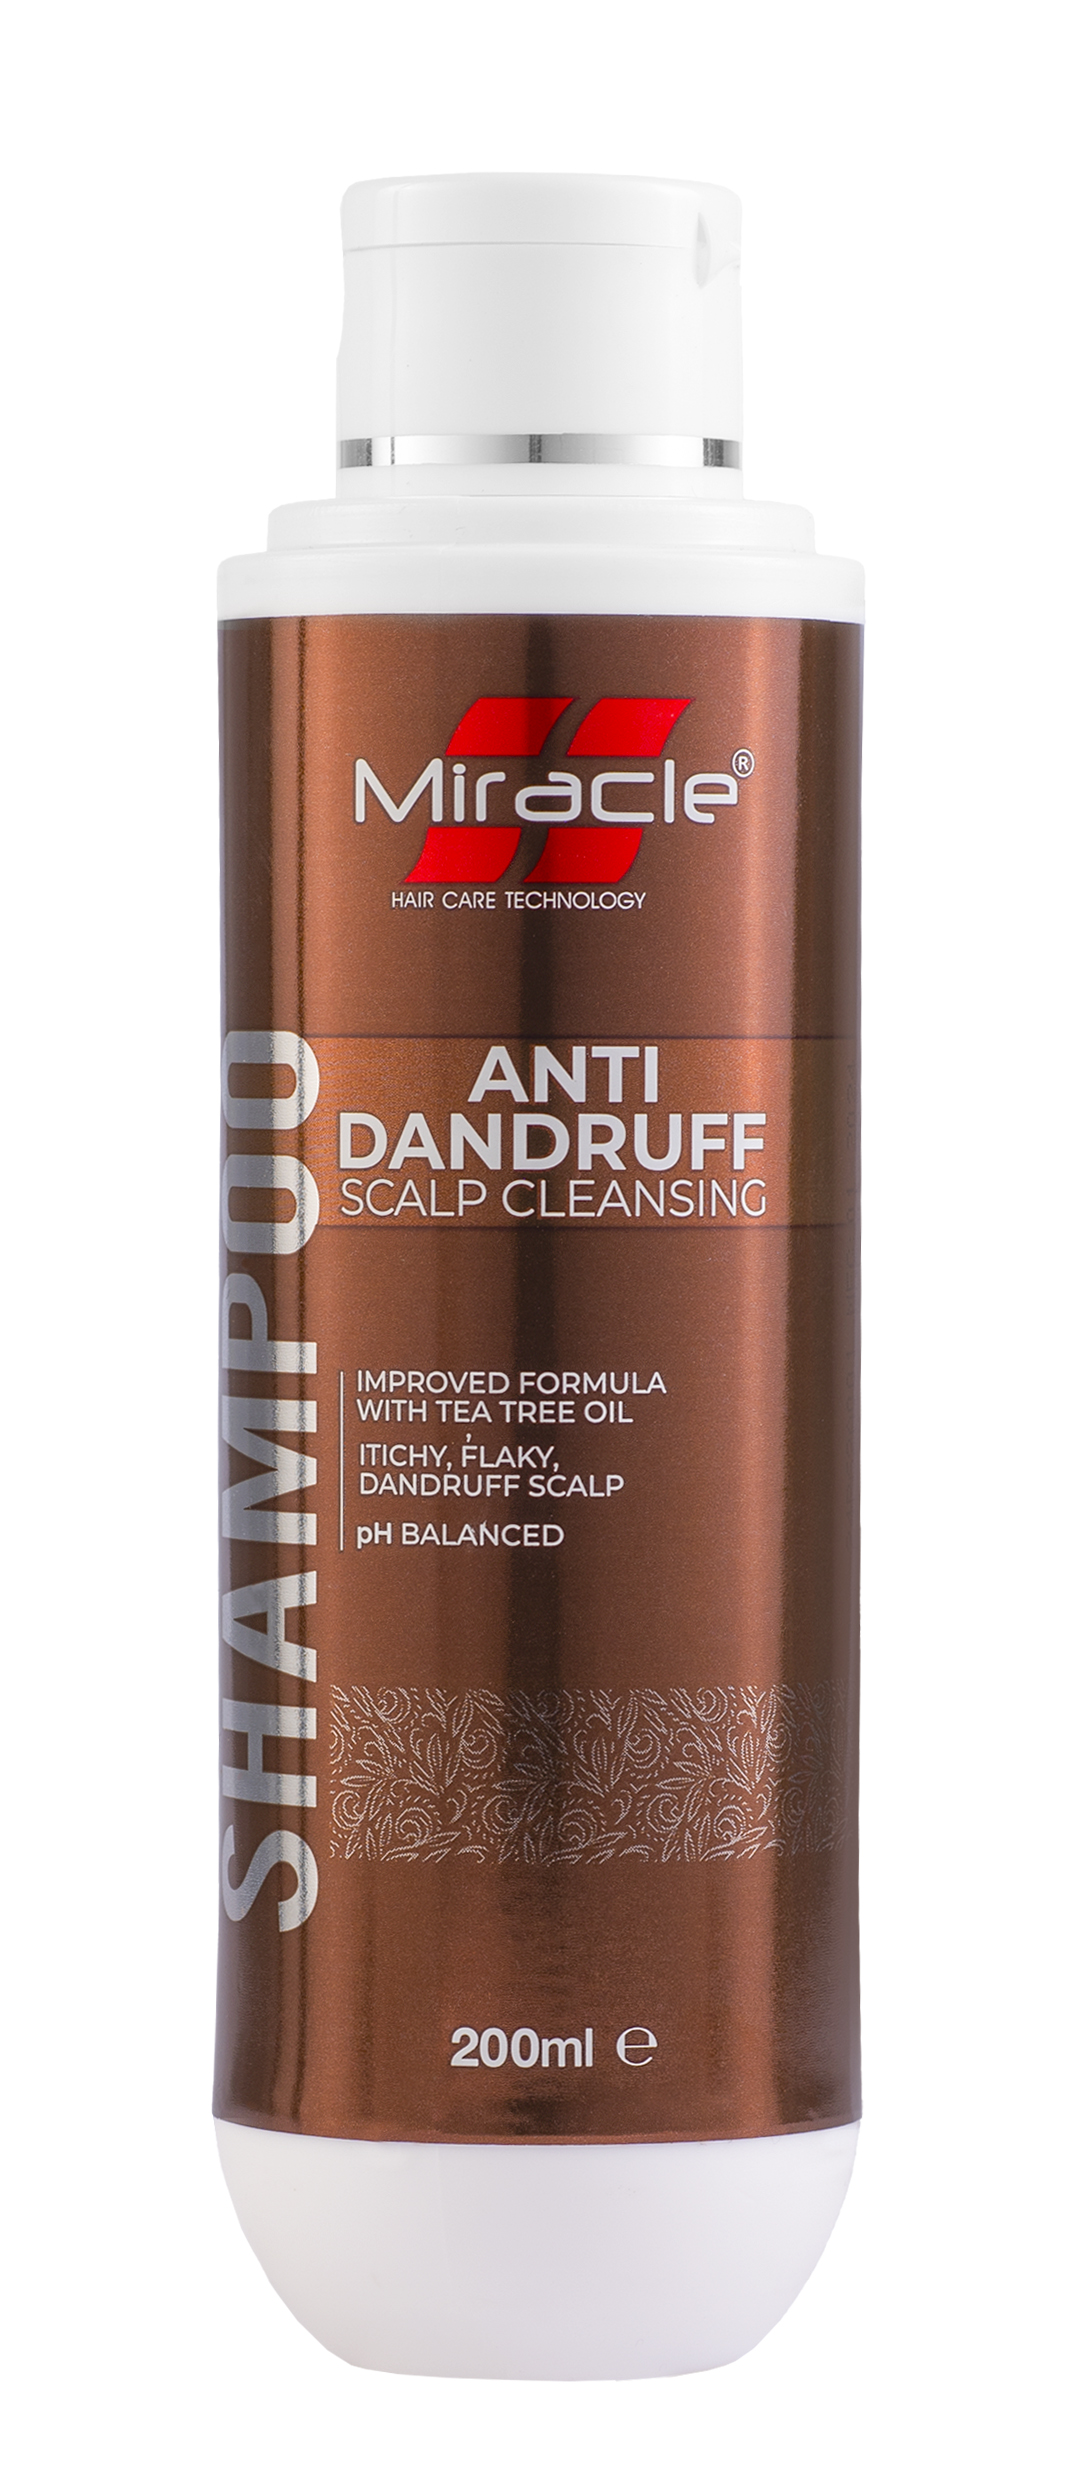 Miracle®
HAIR CARE TECHNOLOGY
SHAMPOO
ANTI
DANDRUFF
SCALP CLEANSING
IMPROVED FORMULA
WITH TEA TREE OIL
ITICHY, FLAKY,
DANDRUFF SCALP
pH BALANCED
200ml ℮